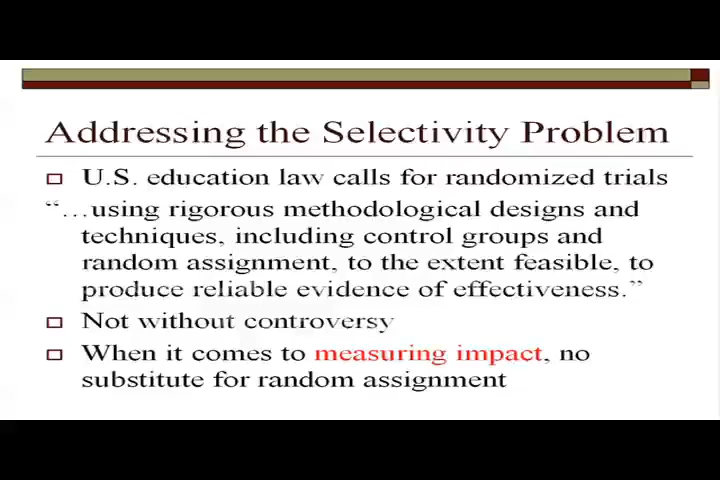 Addressing the Selectivity Problem
U.S. education law calls for randomized trials
“…using rigorous methodological designs and
techniques, including control groups and
random assignment, to the extent feasible, to
produce reliable evidence of effectiveness.”
Not without controversy
When it comes to measuring impact, no
substitute for random assignment